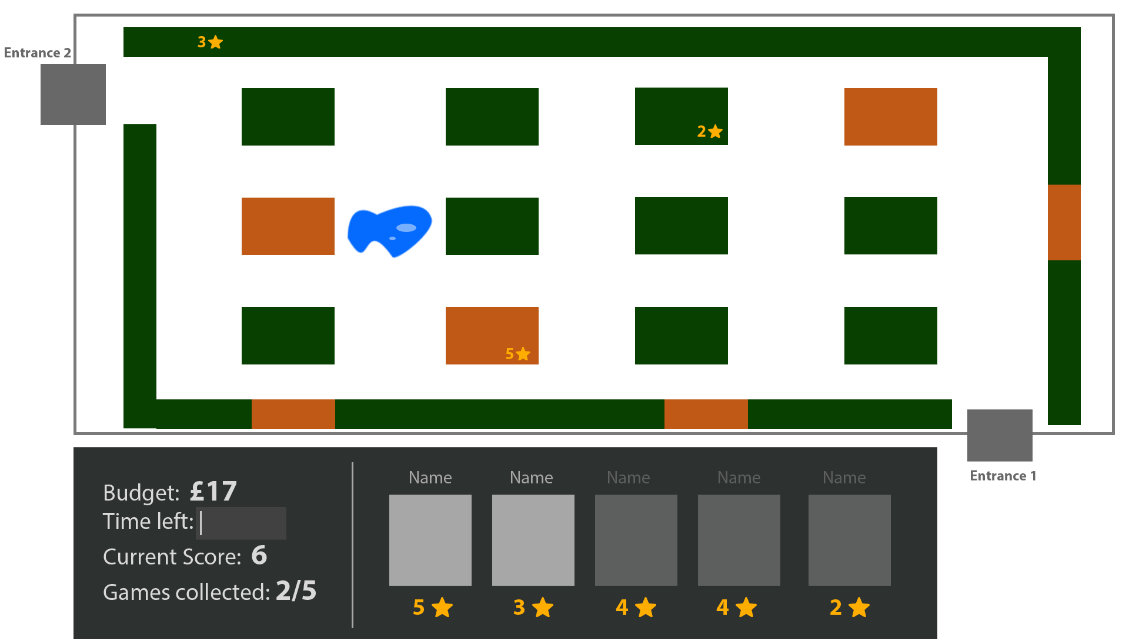 3
Entrance 2
2
5
Entrance 1
Budget: £17
Time left:
Current Score: 6
Games collected: 2/5
Name Name Name Name Name
5 3 4 4 2